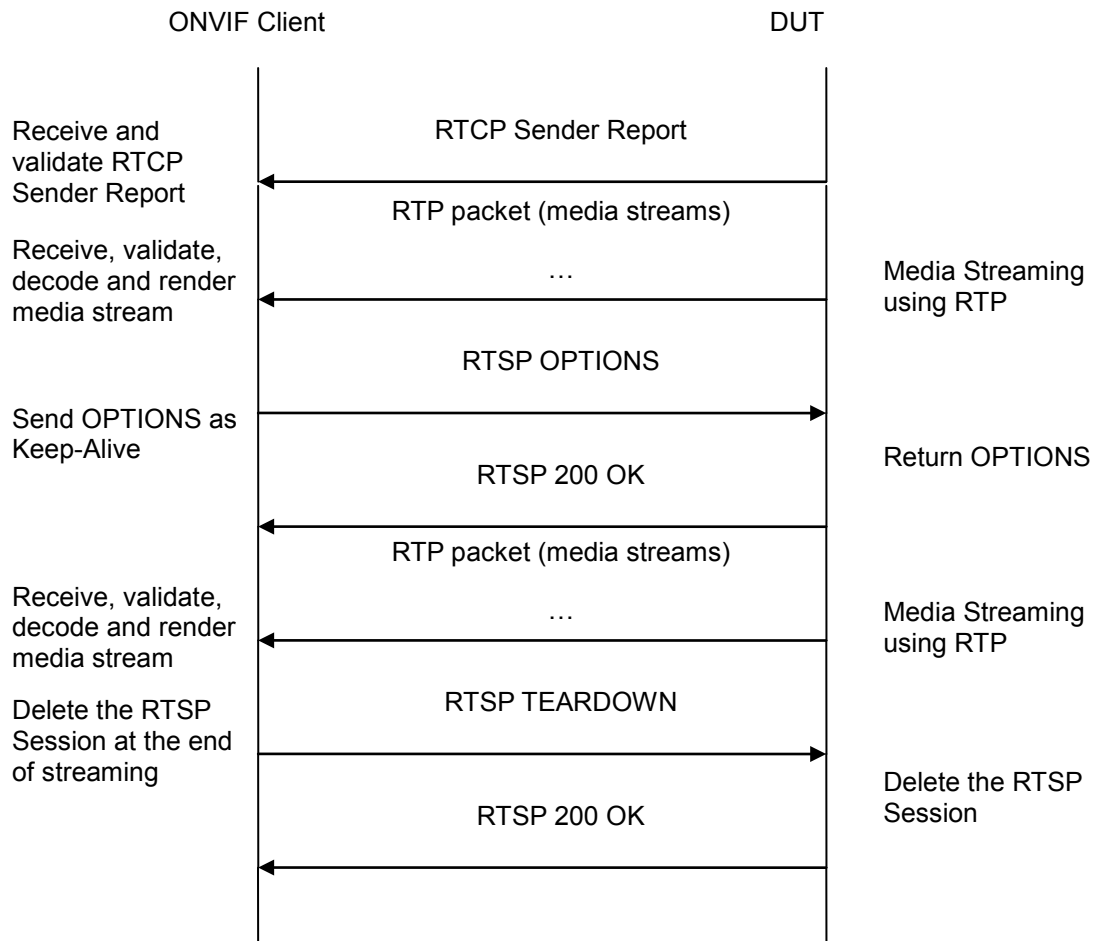 ONVIF Client
DUT
Receive and
validate RTCP
Sender Report
RTCP Sender Report
RTP packet (media streams)
Receive, validate,
decode and render
media stream
…
Media Streaming
using RTP
RTSP OPTIONS
Send OPTIONS as
Keep-Alive
Return OPTIONS
RTSP 200 OK
RTP packet (media streams)
Receive, validate,
decode and render
media stream
…
Media Streaming
using RTP
RTSP TEARDOWN
Delete the RTSP
Session at the end
of streaming
Delete the RTSP
Session
RTSP 200 OK